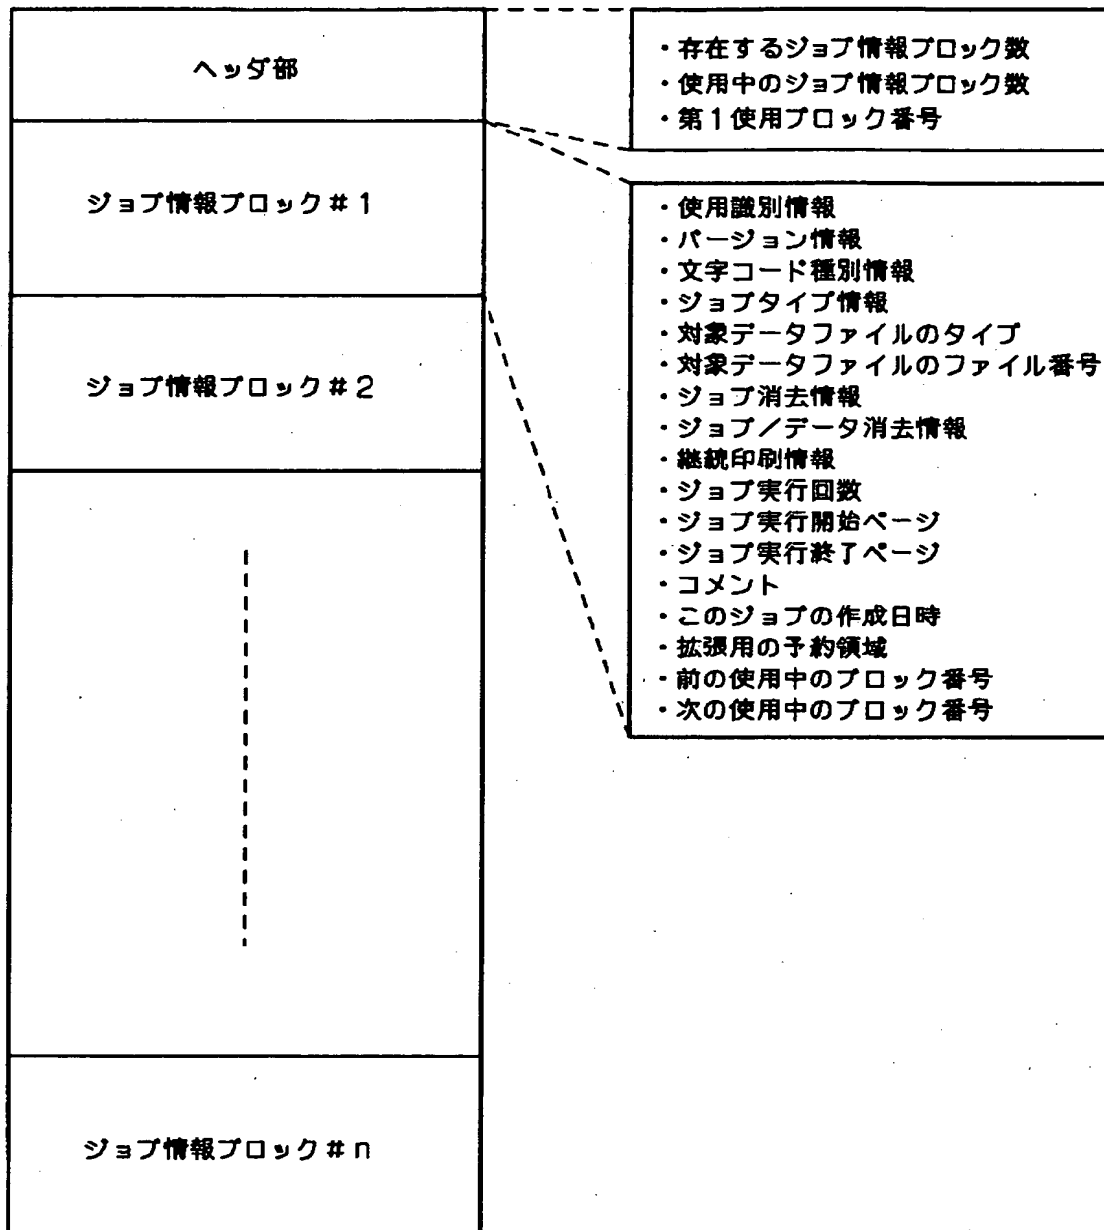 ヘッダ部
・存在するジョブ情報ブロック数
・使用中のジョブ情報ブロック数
・第1使用ブロック番号
ジョブ情報ブロック#1
・使用識別情報
・バージョン情報
・文字コード種別情報
・ジョブタイプ情報
・対象データファイルのタイプ
・対象データファイルのファイル番号
・ジョブ消去情報
・ジョブ/データ消去情報
・継続印刷情報
・ジョブ実行回数
・ジョブ実行開始ページ
・ジョブ実行終了ページ
・コメント
・このジョブの作成日時
・拡張用の予約領域
・前の使用中のブロック番号
・次の使用中のブロック番号
ジョブ情報ブロック#2
ジョブ情報ブロック#n